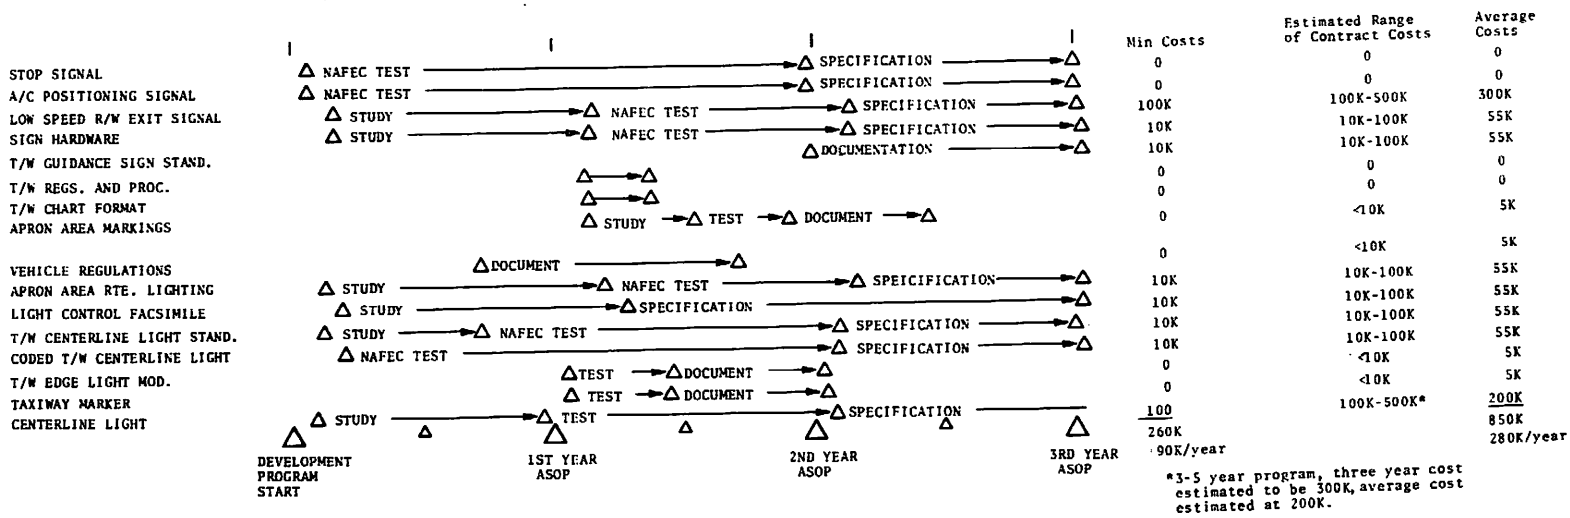 Min Costs Estimated Range of Contract Costs Average Costs
STOP SIGNAL NAFEC TEST SPECIFICATION 0 0 0
A/C POSITIONING SIGNAL NAFEC TEST SPECIFICATION 0 0 0
LOW SPEED R/W EXIT SIGNAL STUDY NAFEC TEST SPECIFICATION 100K 100K-500K 300K
SIGN HARDWARE STUDY NAFEC TEST SPECIFICATION 10K 10K-100K 55K
T/W GUIDANCE SIGN STAND. DOCUMENTATION 10K 10K-100K 55K
T/W REGS. AND PROC. 0 0 0
T/W CHART FORMAT 0 0 0
APRON AREA MARKINGS STUDY TEST DOCUMENT 0 <10K 5K
VEHICLE REGULATIONS DOCUMENT 0 <10K 5K
APRON AREA RTE. LIGHTING STUDY NAFEC TEST SPEICIFICATION 10K 10K-100K 55K
LIGHT CONTROL FACSIMILE STUDY SPECIFICATION 10K 10K-100K 55K
T/W CENTERLINE LIGHT STAND. STUDY NAFEC TEST SPECIFICATION 10K 10K-100K 55K
CODED T/W CENTERLINE LIGHT NAFEC TEST SPECIFICATION 10K 10K-100K 55K
T/W EDGE LIGHT MOD. TEST DOCUMENT 0 <10K 5K
TAXIWAY MARKER TEST DOCUMENT 0 <10K 5K
CENTERLINE LIGHT STUDY TEST SPECIFICATION 100 100K-500K* 200K
260K 850K
90K/year 280K/year
DEVELOPMENT PROGRAM START
1ST YEAR ASOP
2ND YEAR ASOP
3RD YEAR ASOP
*3-5 year program, three year cost
estimated to be 300K, average cost
estimated at 200K.